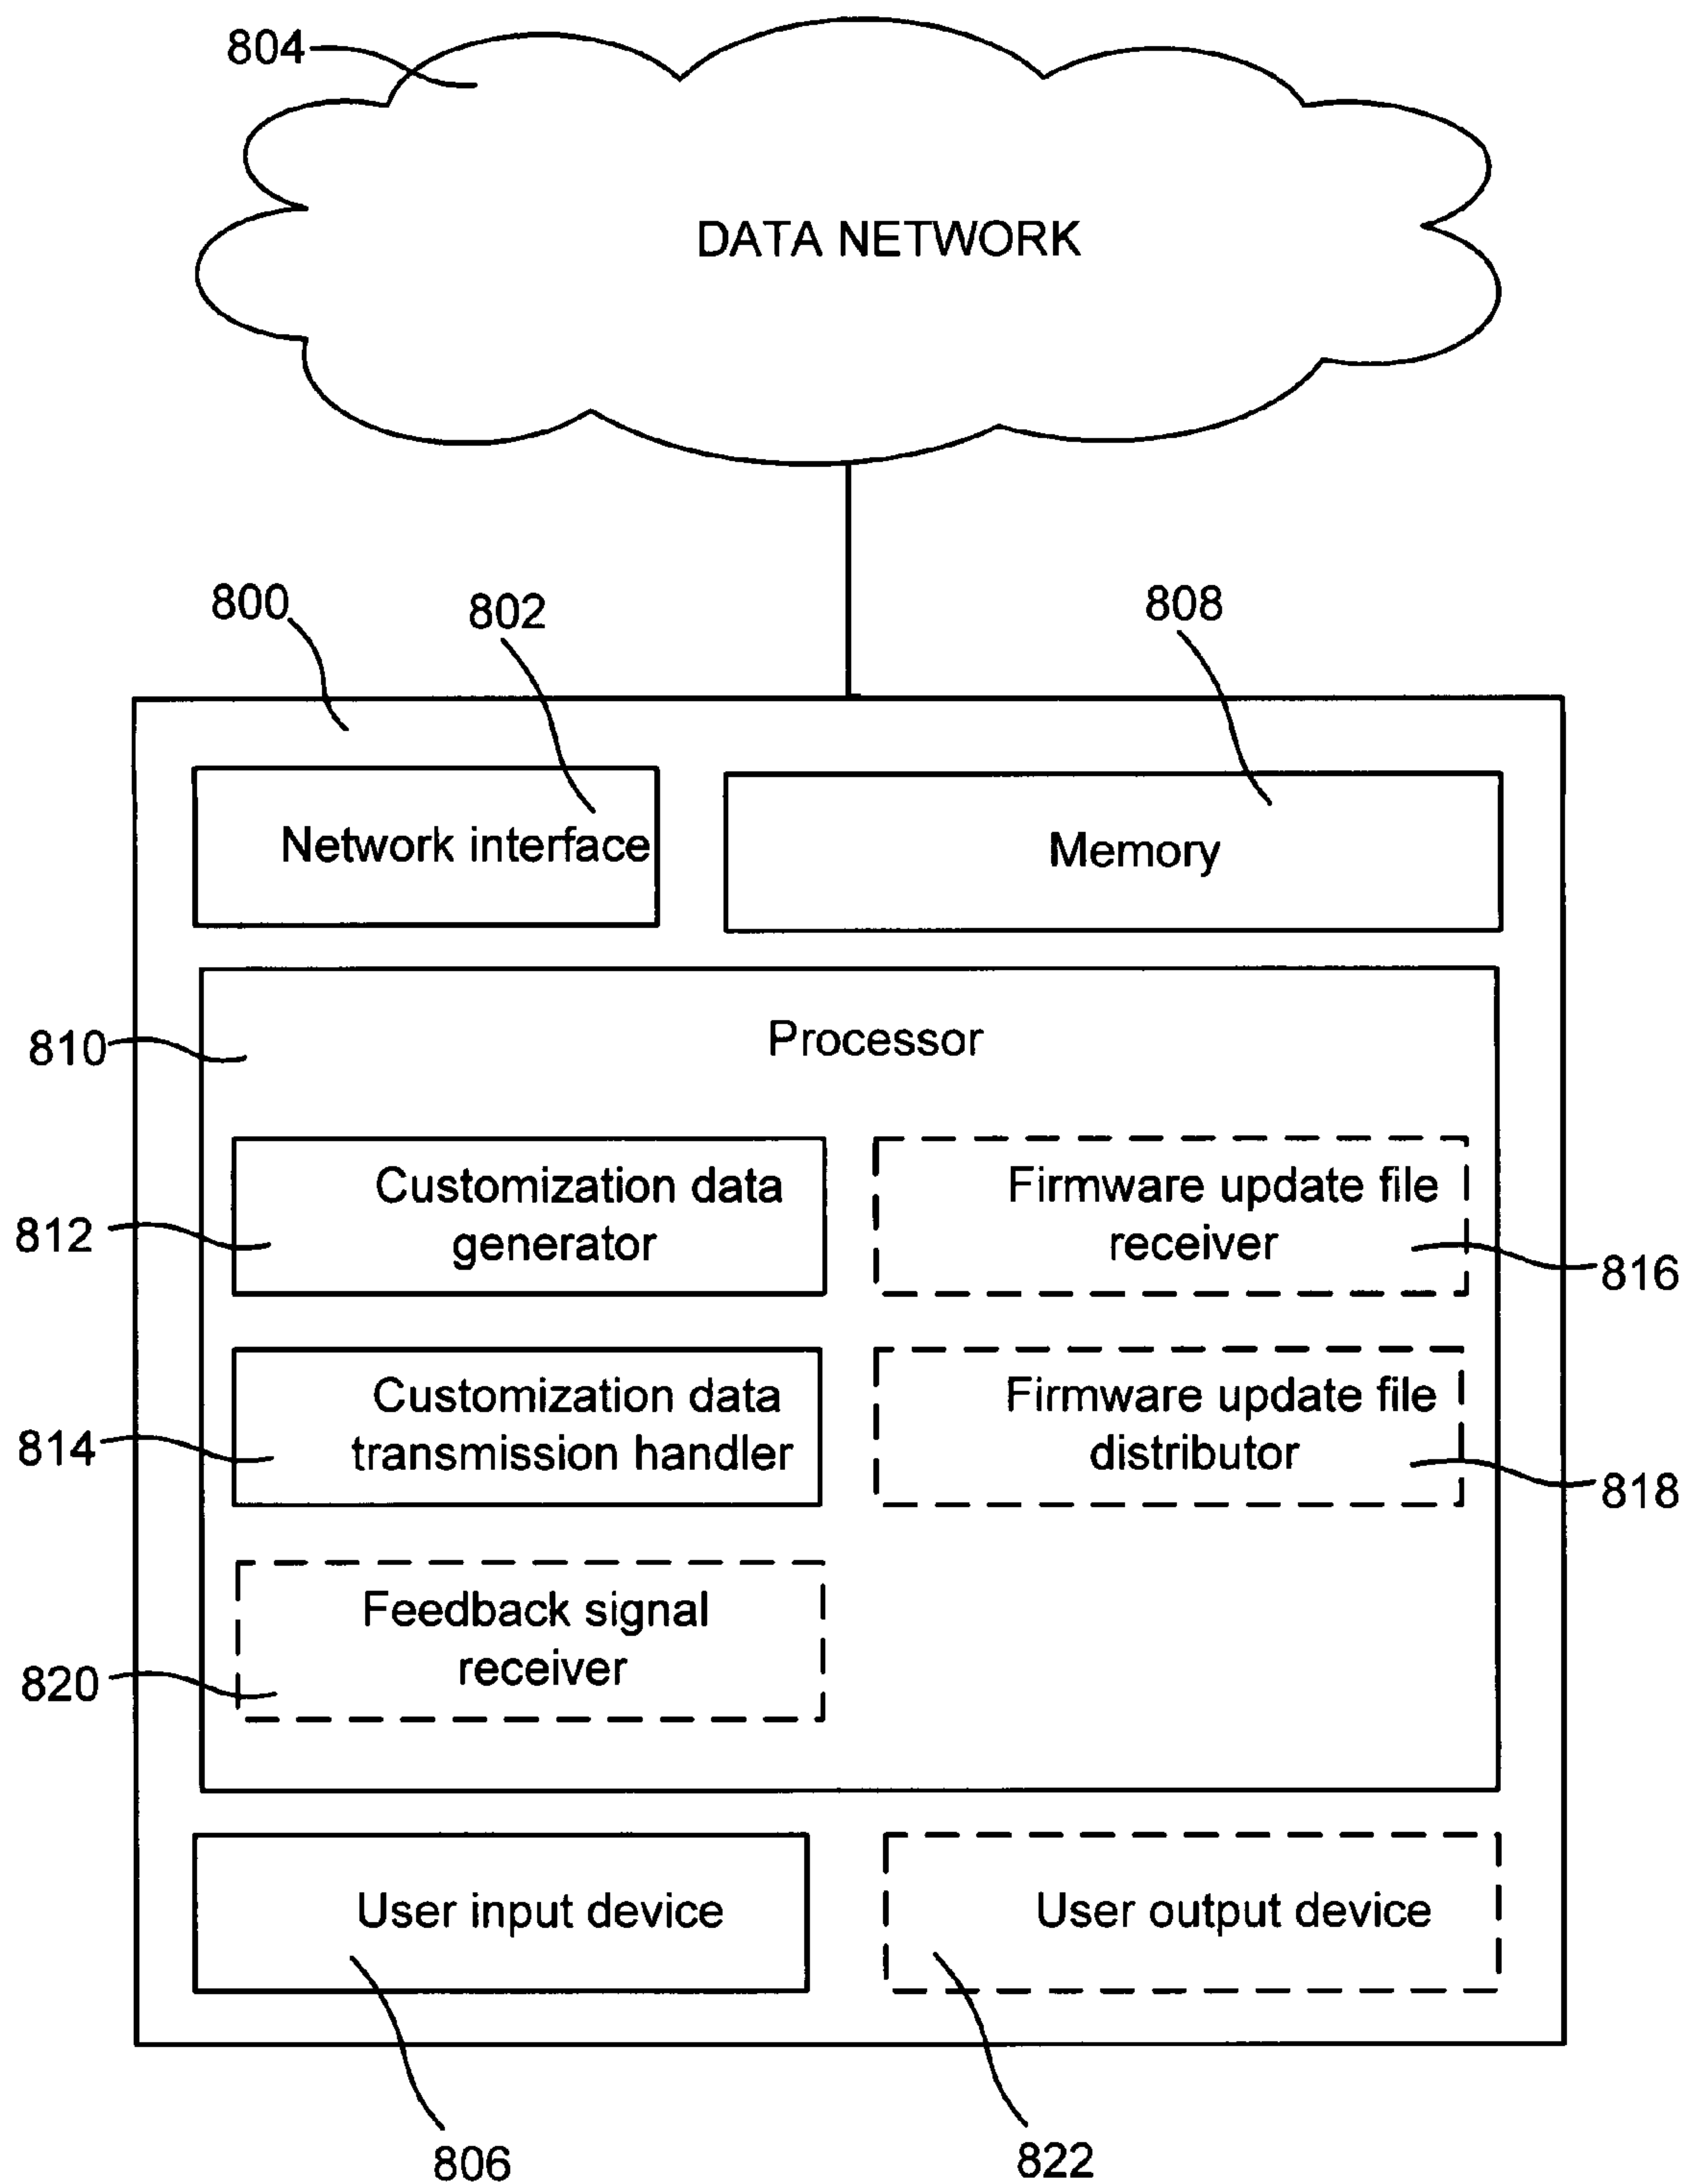 804
DATA NETWORK
800
802
808
Network interface
Memory
810
Processor
812
Customization data
generator
Firmware update file
receiver
816
814
Customization data
transmission handler
Firmware update file
distributor
818
820
Feedback signal
receiver
User input device
User output device
806
822